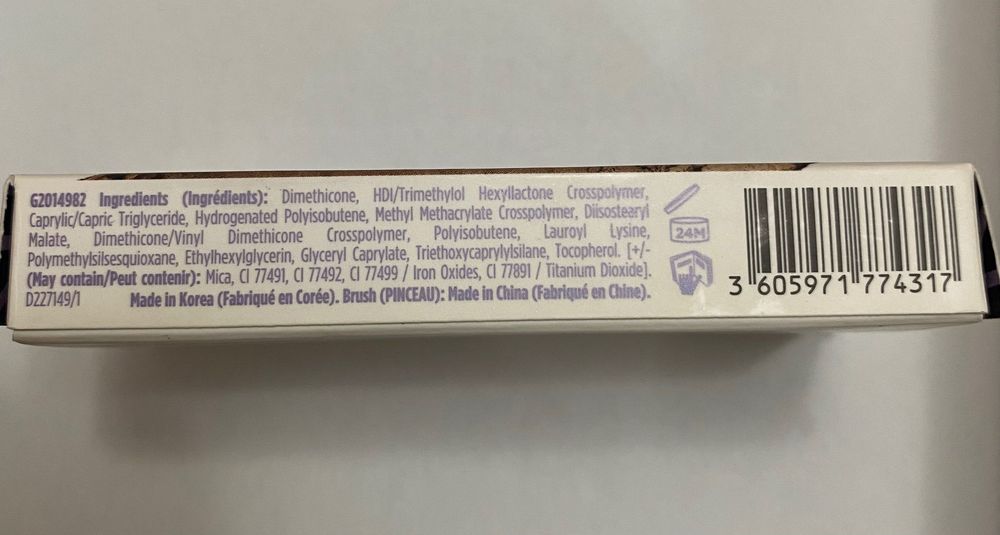 G2014982 Ingredients (Ingrédients): Dimethicone, HDI/Trimethylol Hexyllactone Crosspolymer,
Caprylic/Capric Triglyceride, Hydrogenated Polyisobutene, Methyl Methacrylate Crosspolymer, Diisostearyl
Malate, Dimethicone/Vinyl Dimethicone Crosspolymer, Polyisobutene, Lauroyl Lysine,
Polymethylsilsesquioxane, Ethylhexylglycerin, Glyceryl Caprylate, Triethoxycaprylylsilane, Tocopherol. [+/-
(May contain/Peut contenir): Mica, CI 77491, CI 77492, CI 77499 / Iron Oxides, CI 77891 / Titanium Dioxide].
D227149/1 Made in Korea (Fabriqué en Corée). Brush (PINCEAU): Made in China (Fabriqué en Chine).
24M
3 605971 774317